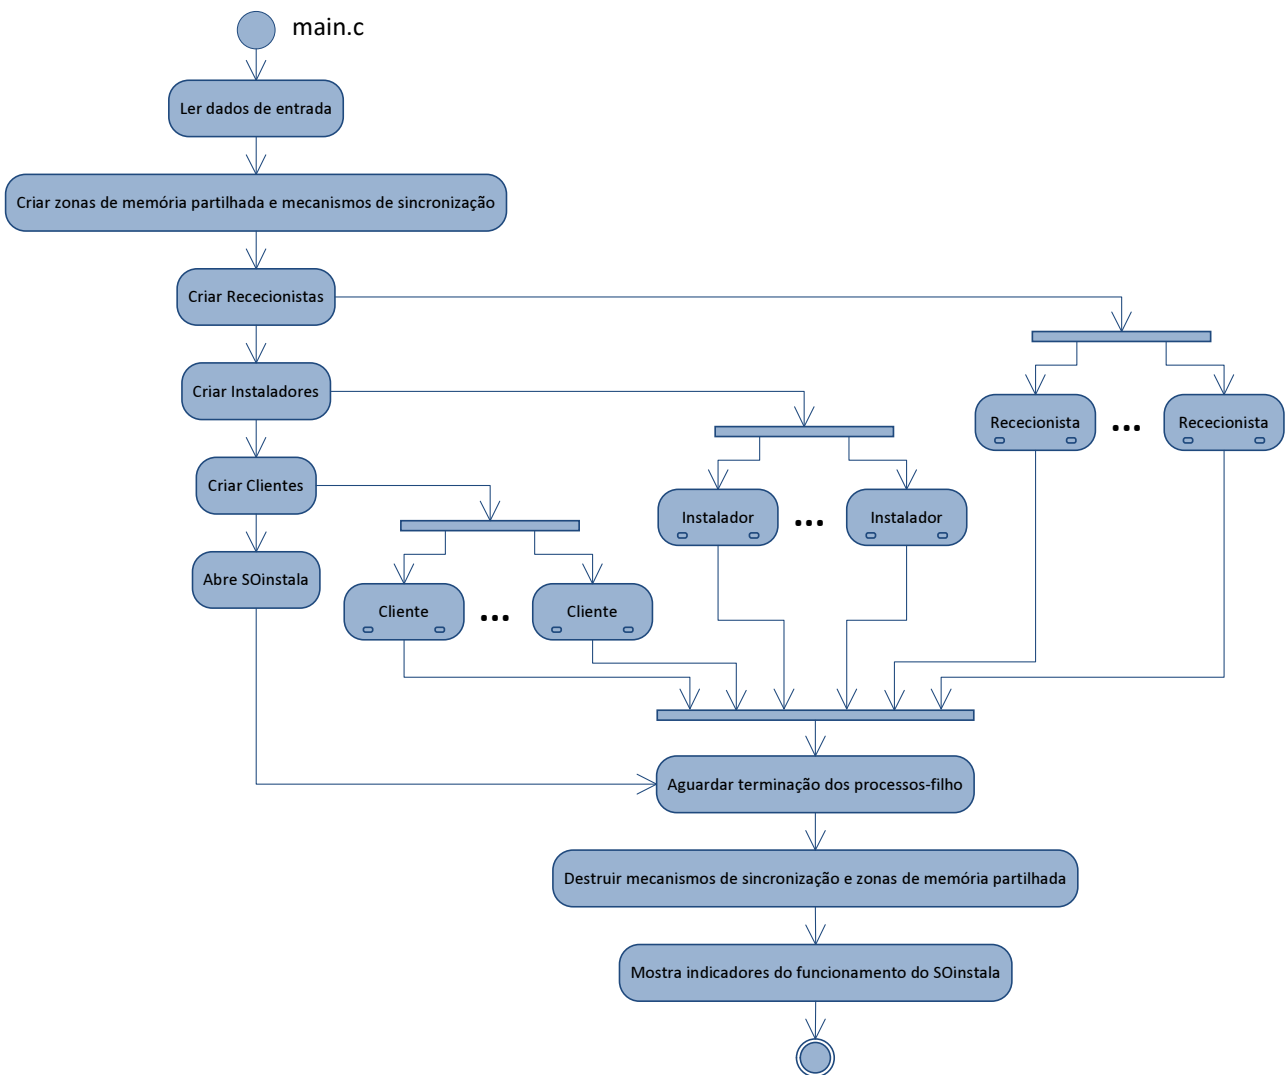 main.c
Ler dados de entrada
Criar zonas de memória partilhada e mecanismos de sincronização
Criar Rececionistas
Criar Instaladores
Rececionista
...
Rececionista
Criar Clientes
Instalador
...
Instalador
Abre SOinstala
Cliente
...
Cliente
Aguardar terminação dos processos-filho
Destruir mecanismos de sincronização e zonas de memória partilhada
Mostra indicadores do funcionamento do SOinstala